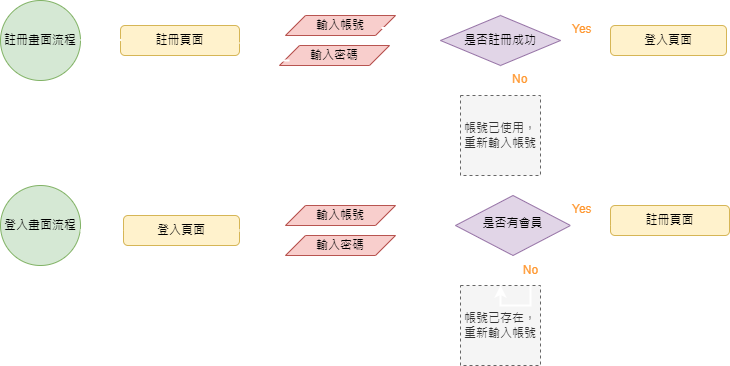 註冊畫面流程
註冊頁面
輸入帳號
輸入密碼
是否註冊成功
Yes
登入頁面
No
帳號已使用，
重新輸入帳號
登入畫面流程
登入頁面
輸入帳號
輸入密碼
是否有會員
Yes
註冊頁面
No
帳號已存在，
重新輸入帳號